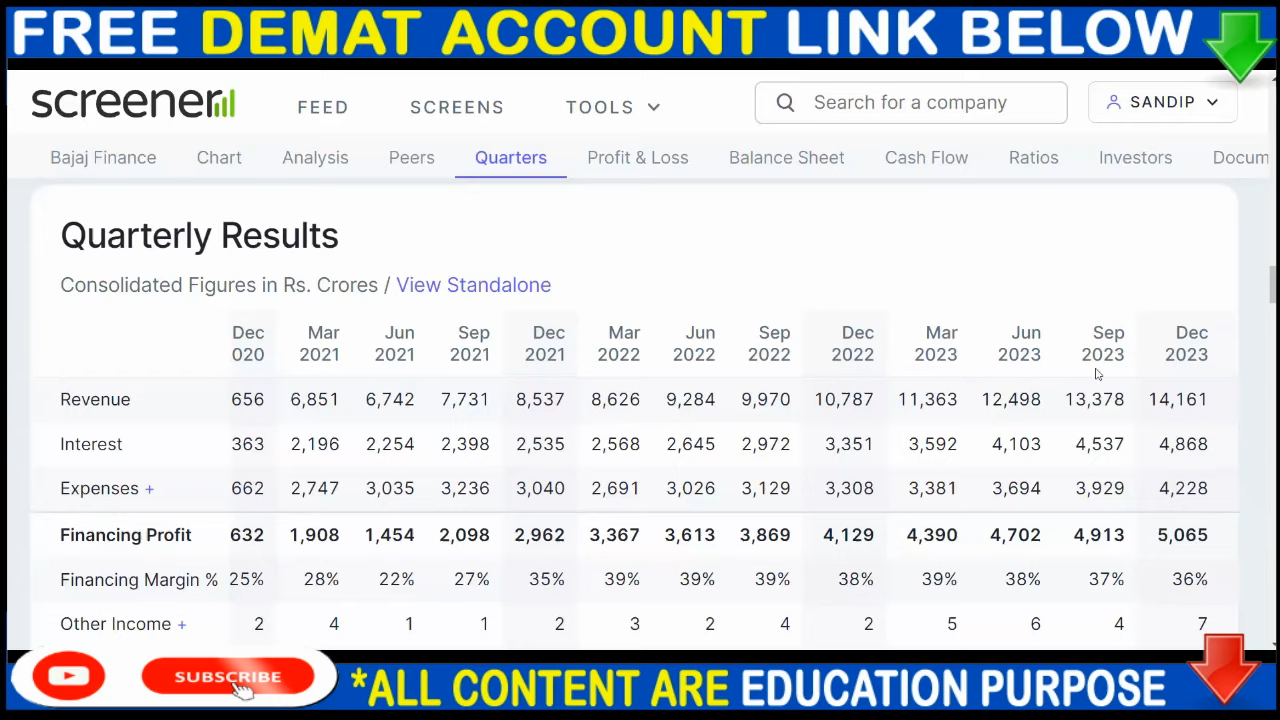 FREE DEMAT ACCOUNT LINK BELOW
screener FEED SCREENS TOOLS Search for a company SANDIP
Bajaj Finance Chart Analysis Peers Quarters Profit & Loss Balance Sheet Cash Flow Ratios Investors Docum
Quarterly Results
Consolidated Figures in Rs. Crores / View Standalone
Dec Mar Jun Sep Dec Mar Jun Sep Dec Mar Jun Sep Dec
020 2021 2021 2021 2021 2022 2022 2022 2022 2023 2023 2023 2023
Revenue 656 6,851 6,742 7,731 8,537 8,626 9,284 9,970 10,787 11,363 12,498 13,378 14,161
Interest 363 2,196 2,254 2,398 2,535 2,568 2,645 2,972 3,351 3,592 4,103 4,537 4,868
Expenses + 662 2,747 3,035 3,236 3,040 2,691 3,026 3,129 3,308 3,381 3,694 3,929 4,228
Financing Profit 632 1,908 1,454 2,098 2,962 3,367 3,613 3,869 4,129 4,390 4,702 4,913 5,065
Financing Margin % 25% 28% 22% 27% 35% 39% 39% 39% 38% 39% 38% 37% 36%
Other Income + 2 4 1 1 2 3 2 4 2 5 6 4 7
SUBSCRIBE *ALL CONTENT ARE EDUCATION PURPOSE